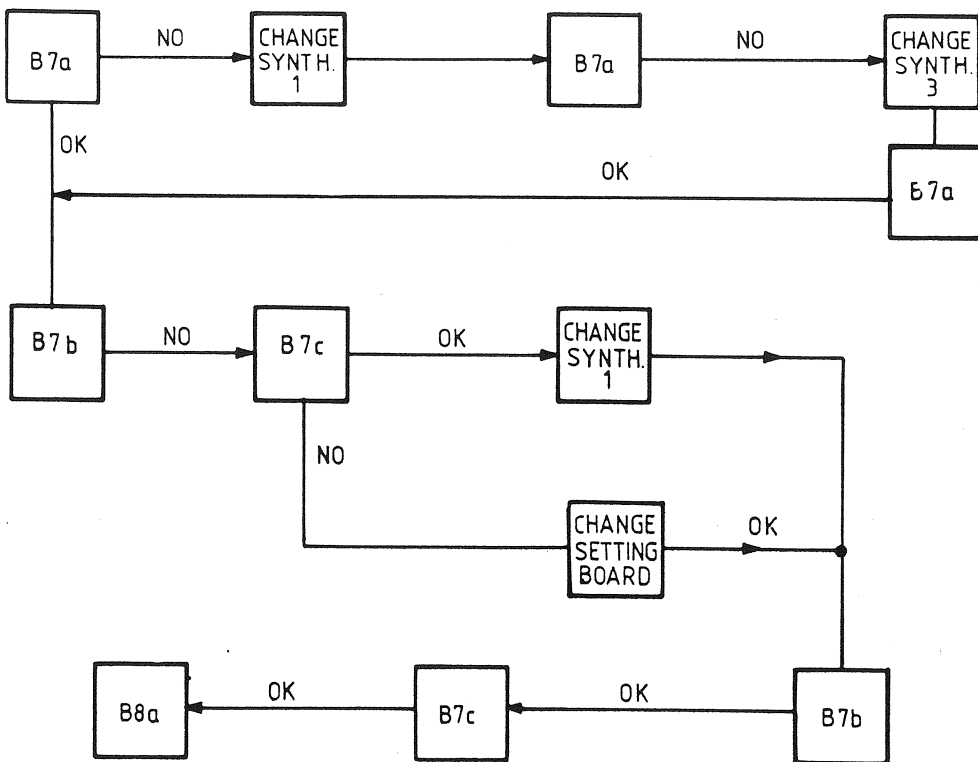 B7a
NO
CHANGE
SYNTH.
1
B7a
NO
CHANGE
SYNTH.
3
OK
OK
B7a
B7b
NO
B7c
OK
CHANGE
SYNTH.
1
NO
CHANGE
SETTING
BOARD
OK
B8a
OK
B7c
OK
B7b